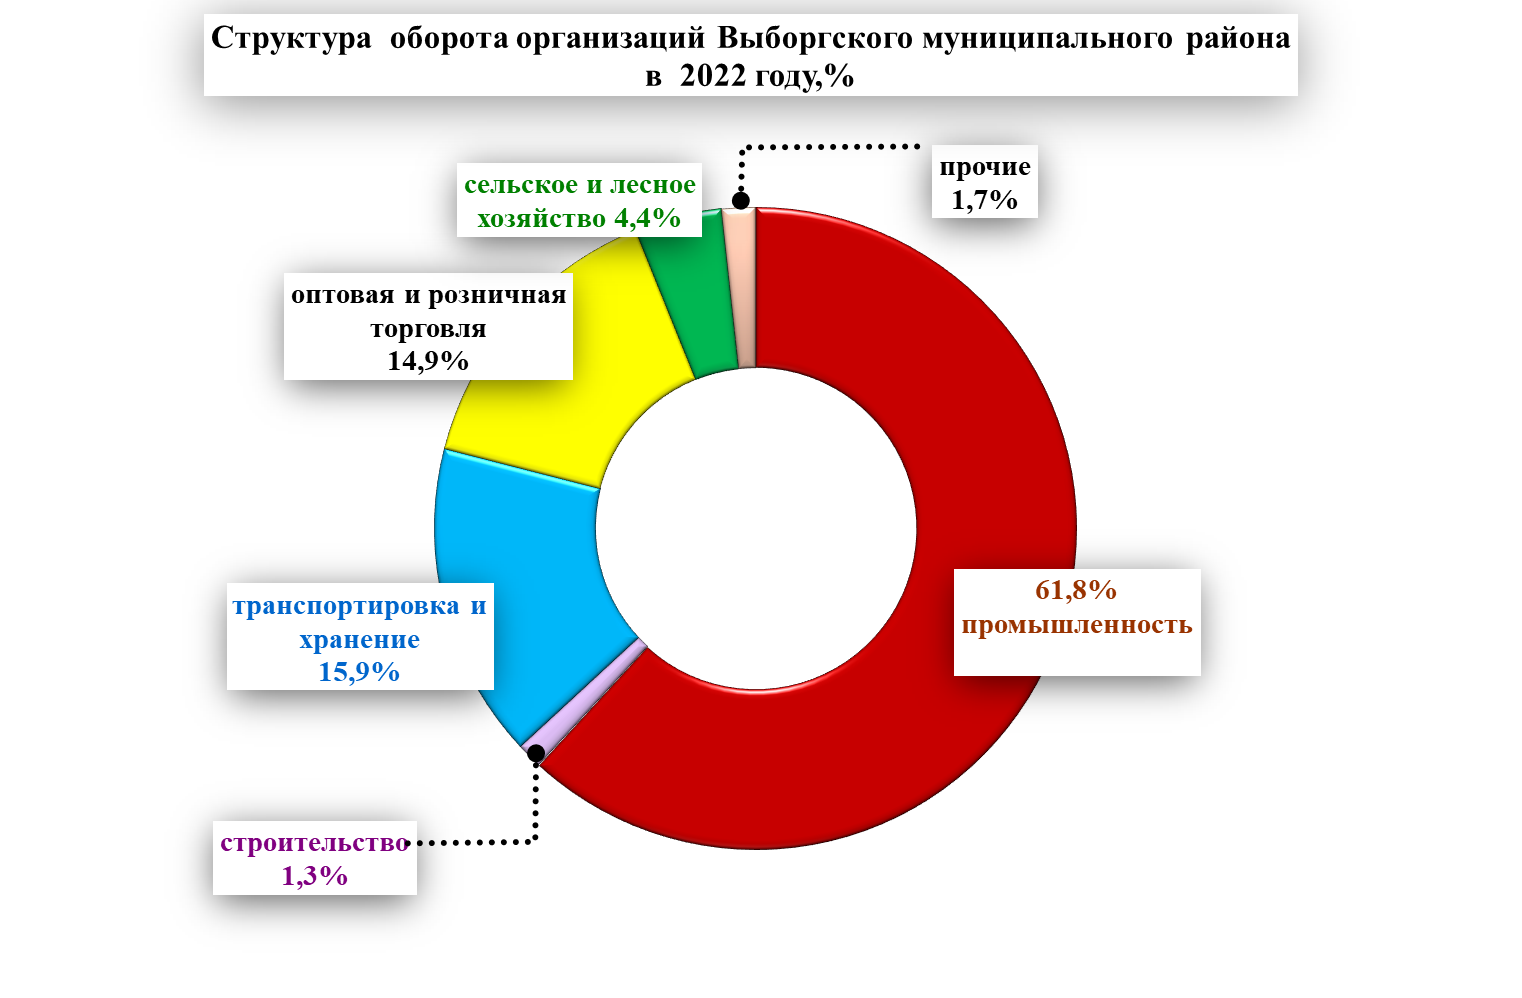 Структура оборота организаций Выборгского муниципального района
в 2022 году,%
прочие
1,7%
сельское и лесное
хозяйство 4,4%
оптовая и розничная
торговля
14,9%
61,8%
промышленность
транспортировка и
хранение
15,9%
строительство
1,3%